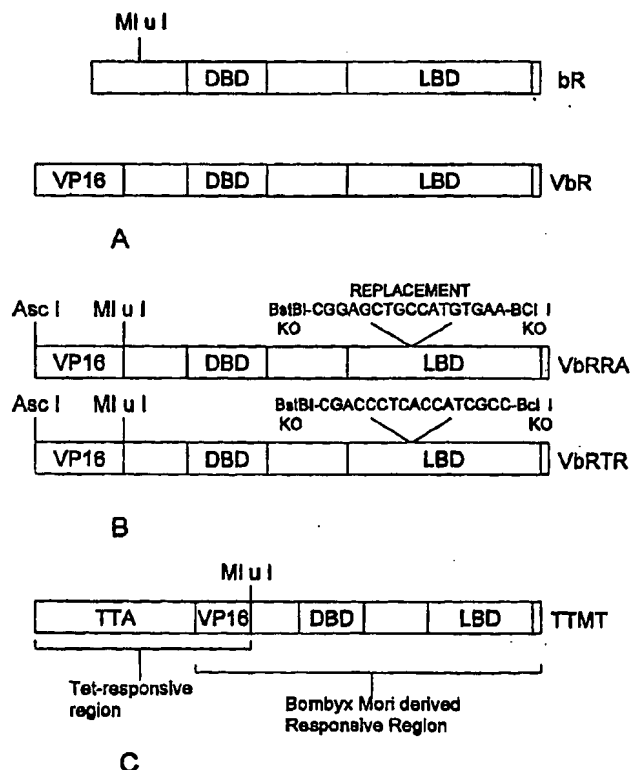 Ml u I
DBD LBD bR
VP16 DBD LBD VbR
A
REPLACEMENT
Asc I Ml u I BstBI-CGGAGCTGCCATGTGAA-BCl I
KO KO
VP16 DBD LBD VbRRA
Asc I Ml u I BstBI-CGACCCTCACCATCGCC-Bcl I
KO KO
VP16 DBD LBD VbRTR
B
Ml u I
TTA VP16 DBD LBD TTMT
Tet-responsive
region
Bombyx Mori derived
Responsive Region
C